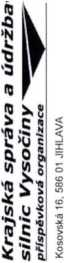 Krajská správa a údržba
silnic Vysočiny
příspěvková organizace
Kosovská 16, 586 01 JIHLAVA